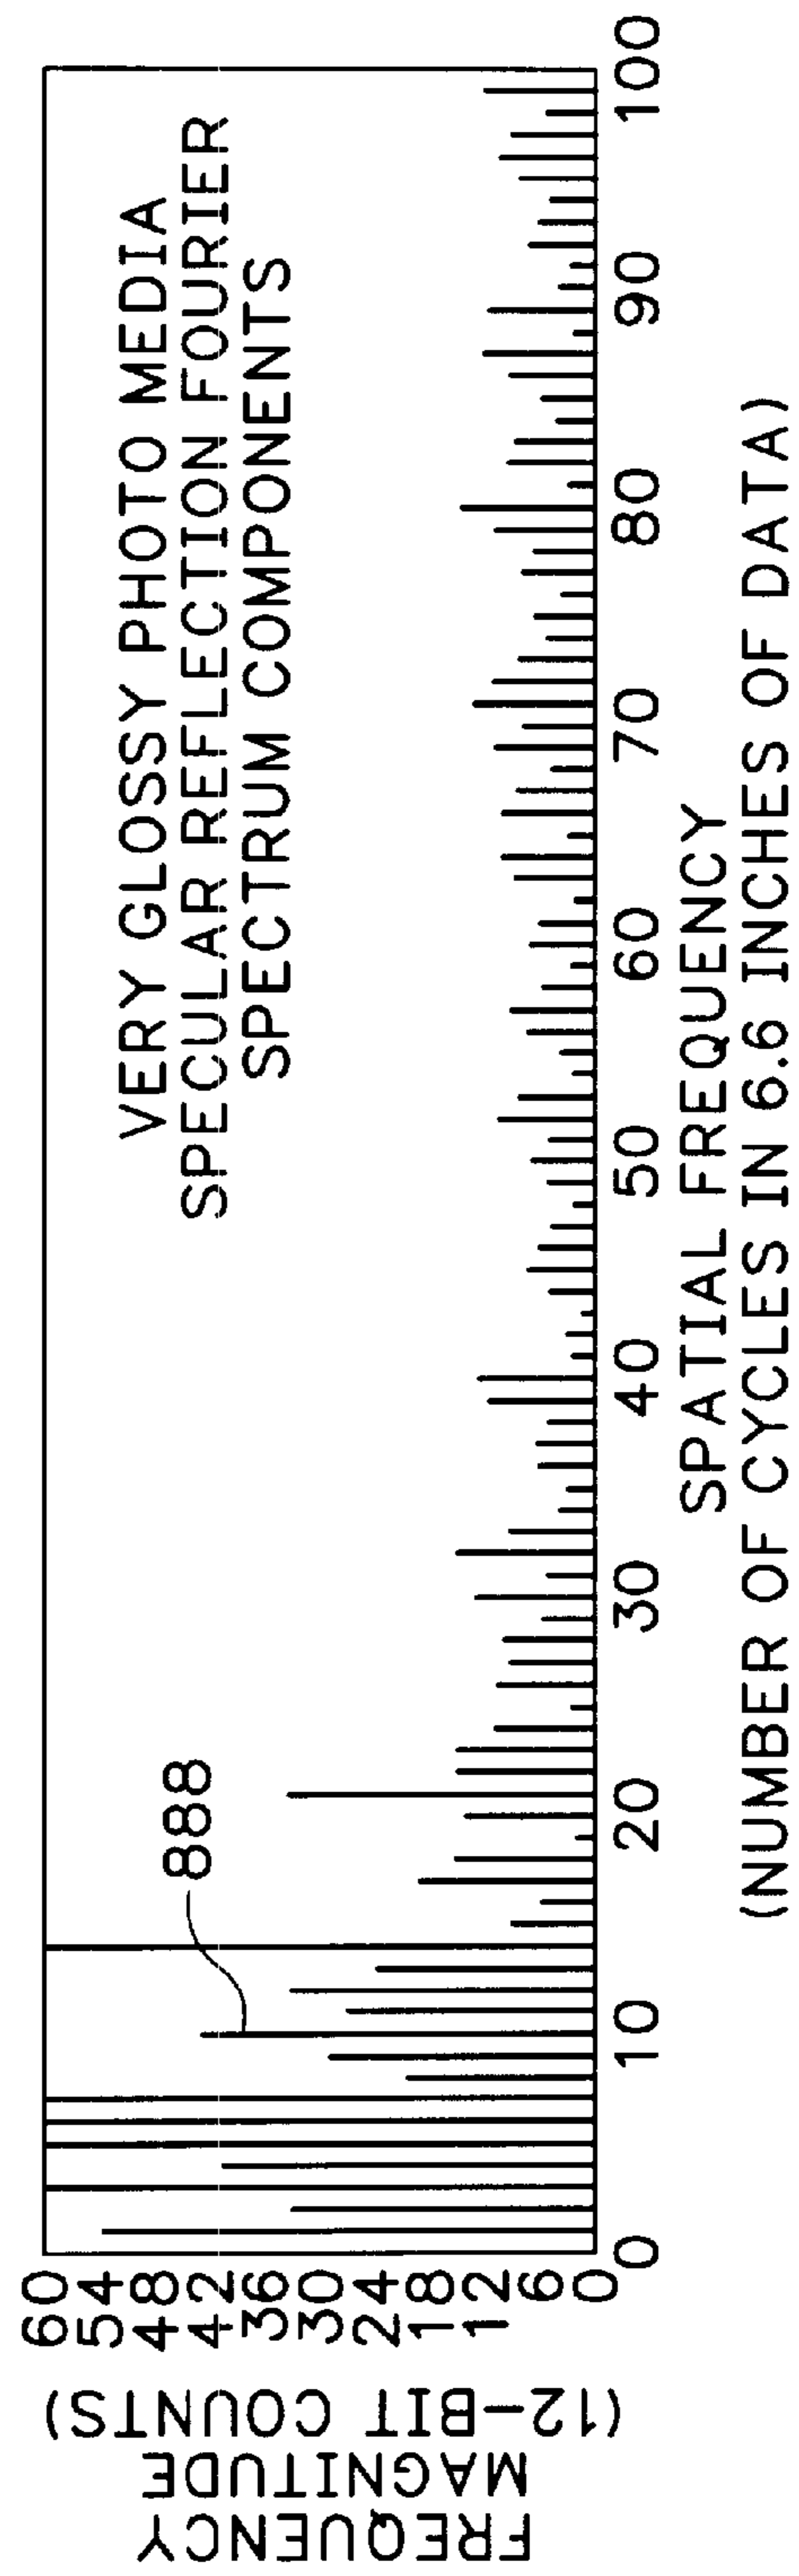 VERY GLOSSY PHOTO MEDIA
SPECULAR REFLECTION FOURIER
SPECTRUM COMPONENTS
888
FREQUENCY
MAGNITUDE
(12-BIT COUNTS)
60
54
48
42
36
30
24
18
12
6
0
0 10 20 30 40 50 60 70 80 90 100
SPATIAL FREQUENCY
(NUMBER OF CYCLES IN 6.6 INCHES OF DATA)